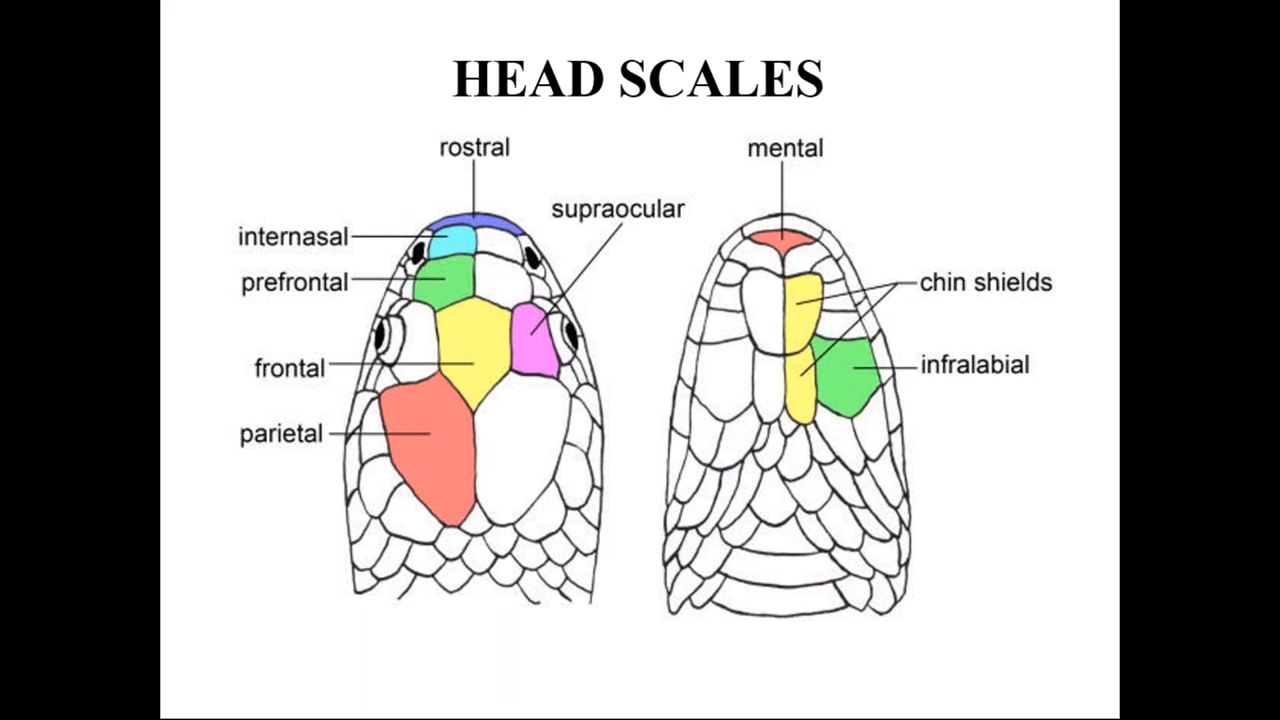 HEAD SCALES
rostral
mental
supraocular
internasal
prefrontal
chin shields
frontal
infralabial
parietal